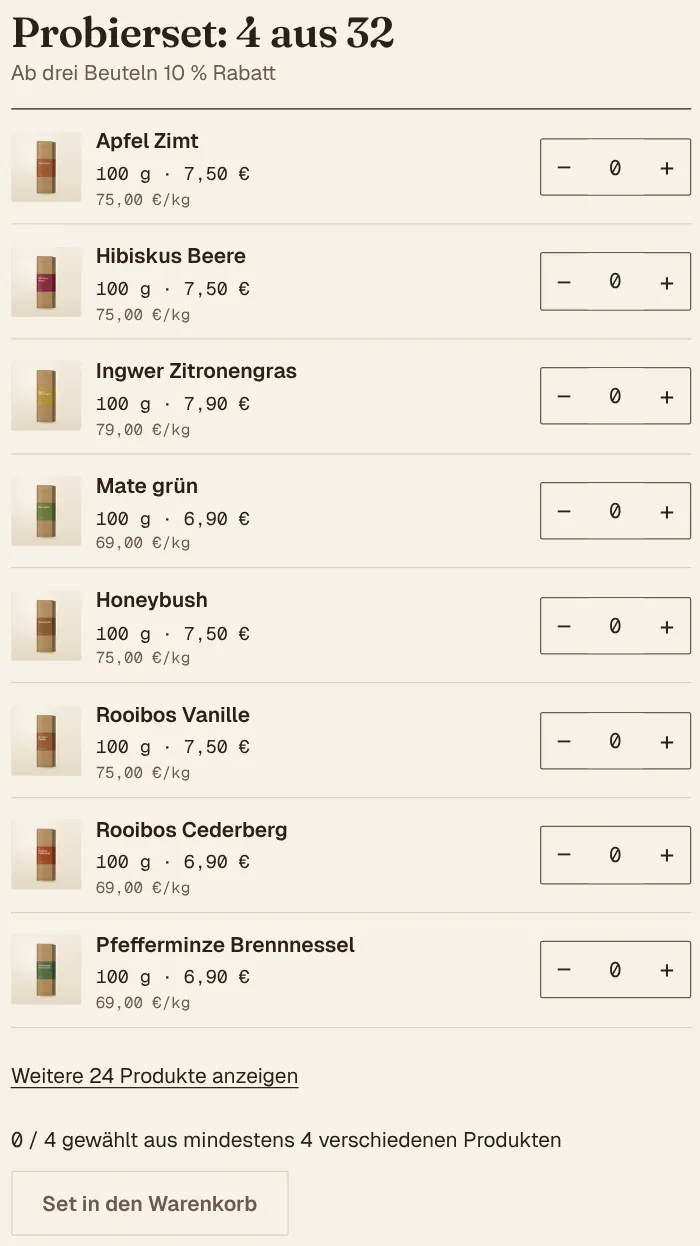 Probierset: 4 aus 32
Ab drei Beuteln 10 % Rabatt
Apfel Zimt
100 g · 7,50 €
75,00 €/kg
− 0 +
Hibiskus Beere
100 g · 7,50 €
75,00 €/kg
− 0 +
Ingwer Zitronengras
100 g · 7,90 €
79,00 €/kg
− 0 +
Mate grün
100 g · 6,90 €
69,00 €/kg
− 0 +
Honeybush
100 g · 7,50 €
75,00 €/kg
− 0 +
Rooibos Vanille
100 g · 7,50 €
75,00 €/kg
− 0 +
Rooibos Cederberg
100 g · 6,90 €
69,00 €/kg
− 0 +
Pfefferminze Brennnessel
100 g · 6,90 €
69,00 €/kg
− 0 +
Weitere 24 Produkte anzeigen
0 / 4 gewählt aus mindestens 4 verschiedenen Produkten
Set in den Warenkorb